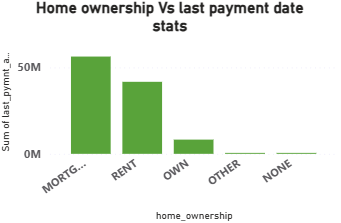 Home ownership Vs last payment date
stats
Sum of last_pymnt_a...
50M
0M
MORTG...
RENT
OWN
OTHER
NONE
home_ownership